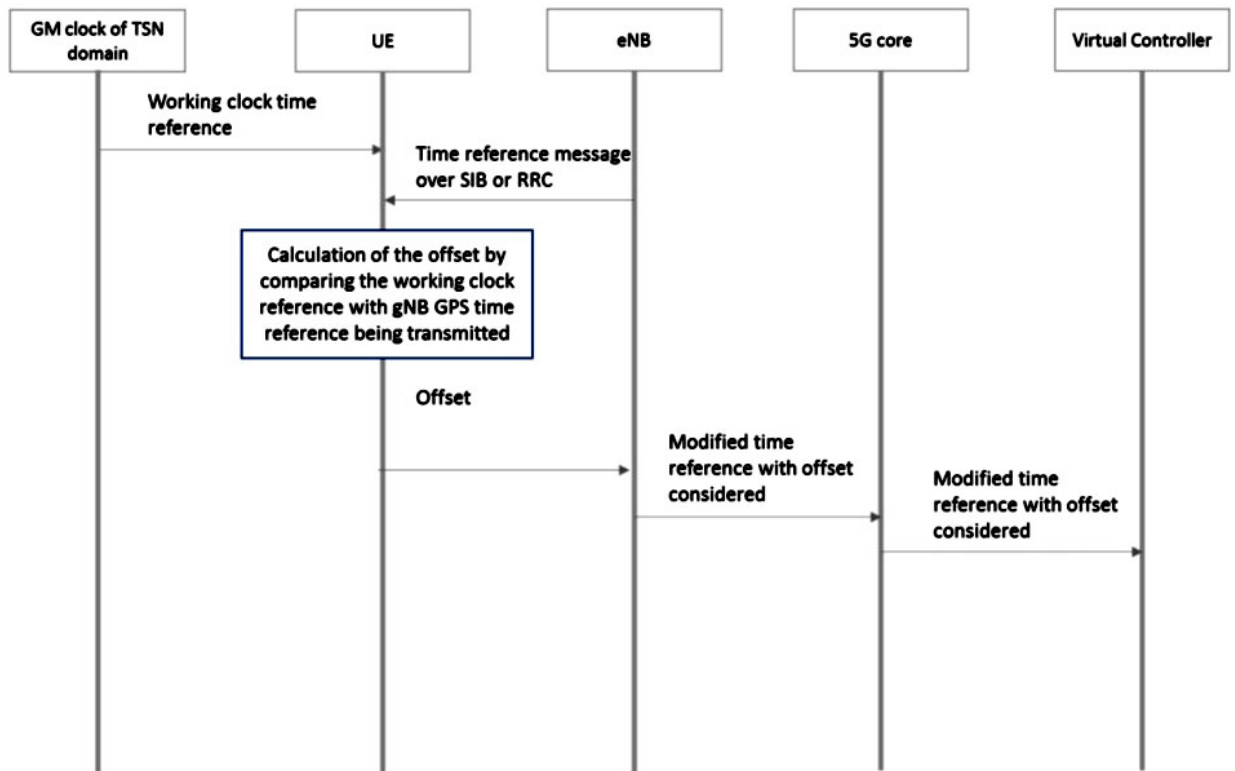 GM clock of TSN
domain
UE
eNB
5G core
Virtual Controller
Working clock time
reference
Time reference message
over SIB or RRC
Calculation of the offset by
comparing the working clock
reference with gNB GPS time
reference being transmitted
Offset
Modified time
reference with offset
considered
Modified time
reference with offset
considered